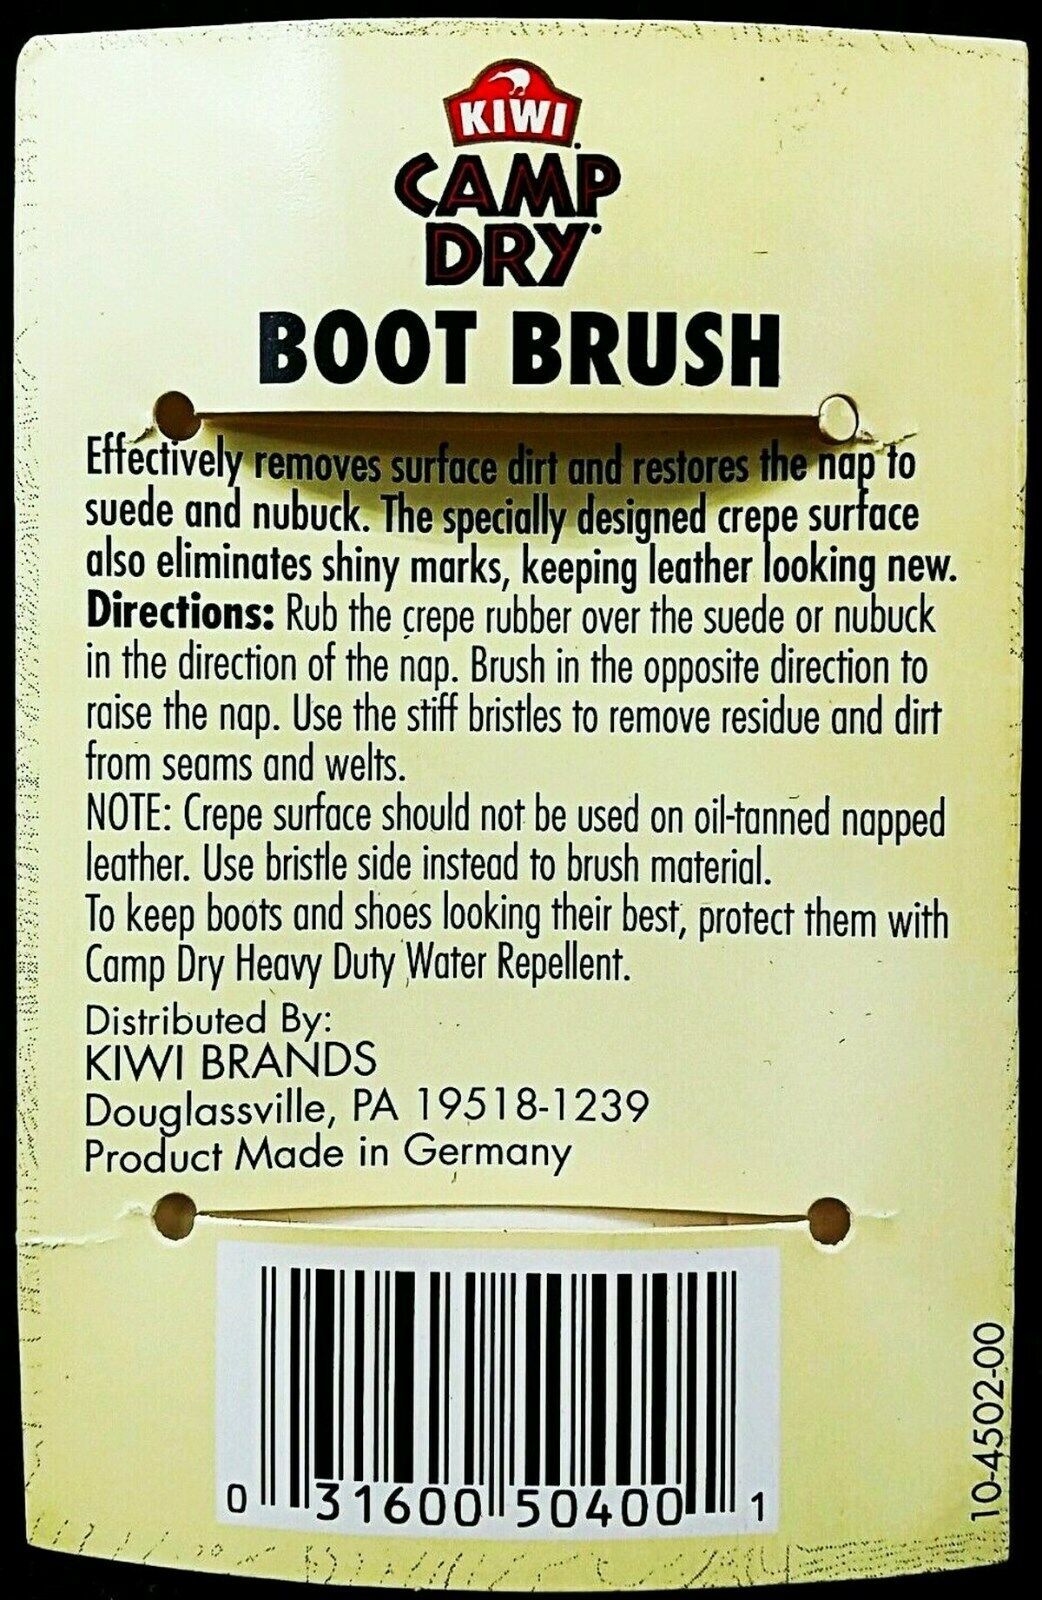 KIWI
CAMP
DRY
BOOT BRUSH
Effectively removes surface dirt and restores the nap to
suede and nubuck. The specially designed crepe surface
also eliminates shiny marks, keeping leather looking new.
Directions: Rub the crepe rubber over the suede or nubuck
in the direction of the nap. Brush in the opposite direction to
raise the nap. Use the stiff bristles to remove residue and dirt
from seams and welts.
NOTE: Crepe surface should not be used on oil-tanned napped
leather. Use bristle side instead to brush material.
To keep boots and shoes looking their best, protect them with
Camp Dry Heavy Duty Water Repellent.
Distributed By:
KIWI BRANDS
Douglassville, PA 19518-1239
Product Made in Germany
0 31600 50400 1
10-4502-00